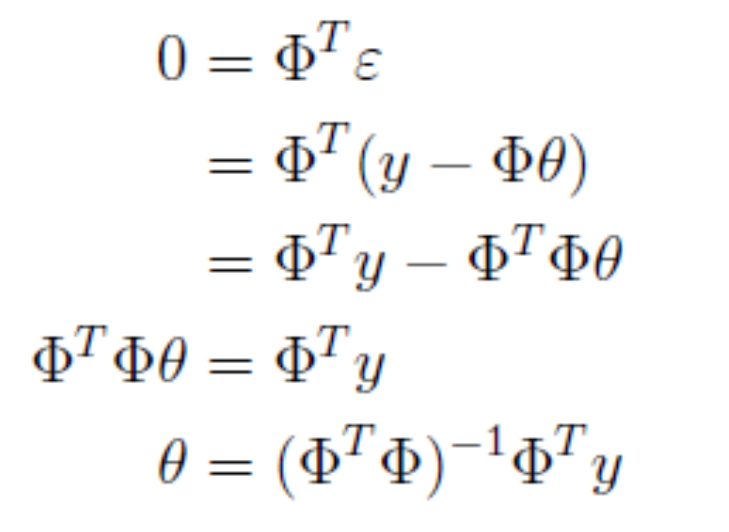 0 = Φ^T ε
= Φ^T (y − Φθ)
= Φ^T y − Φ^T Φθ
Φ^T Φθ = Φ^T y
θ = (Φ^T Φ)^−1 Φ^T y